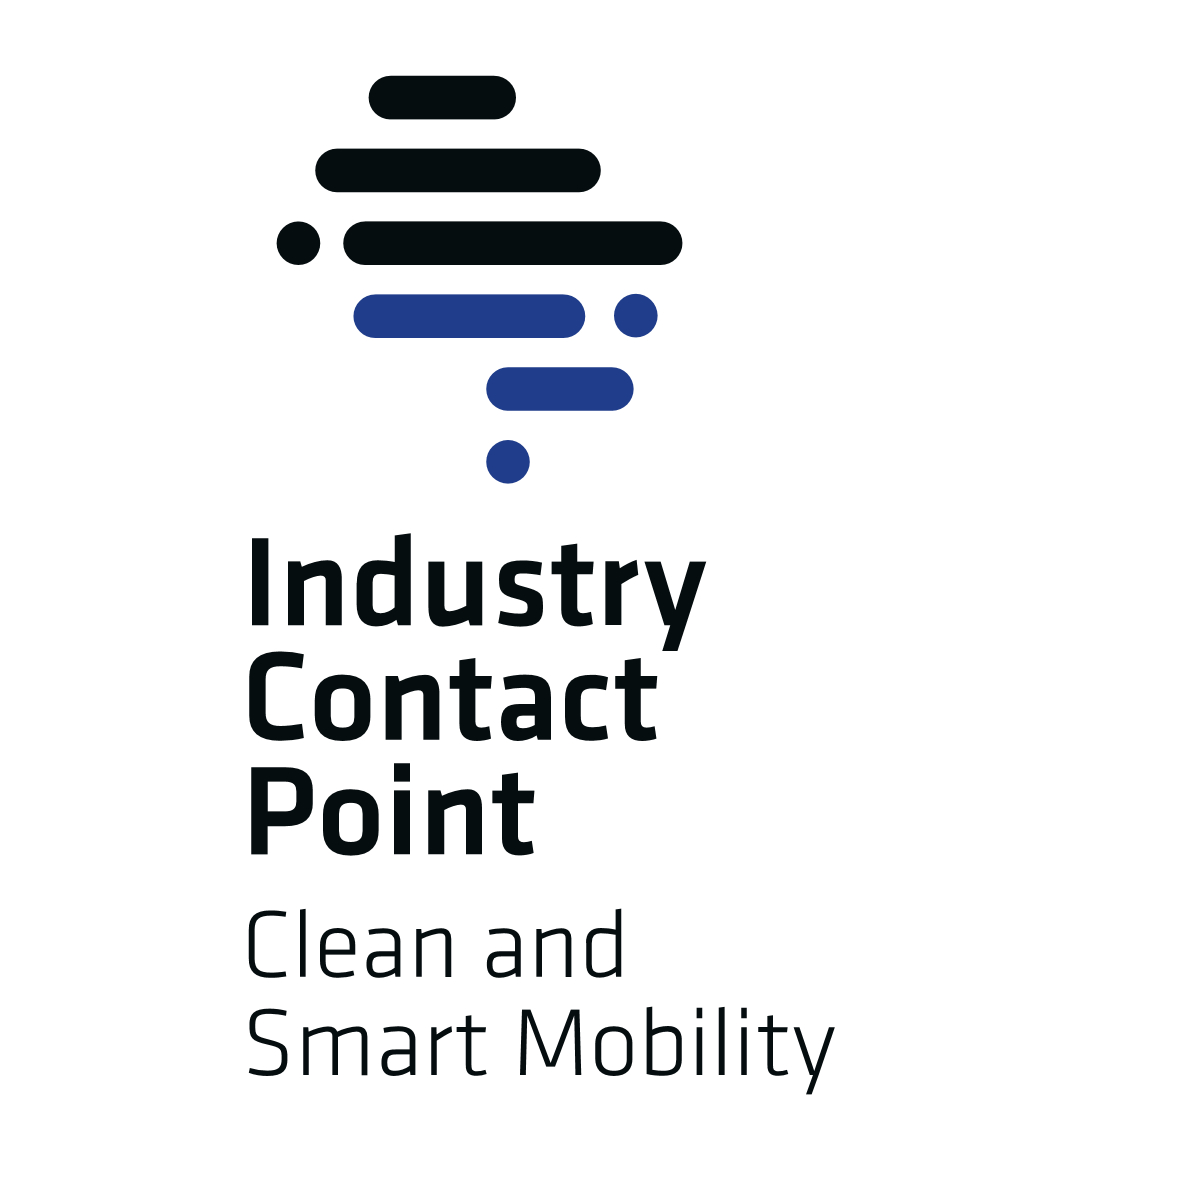 Industry
Contact
Point
Clean and
Smart Mobility